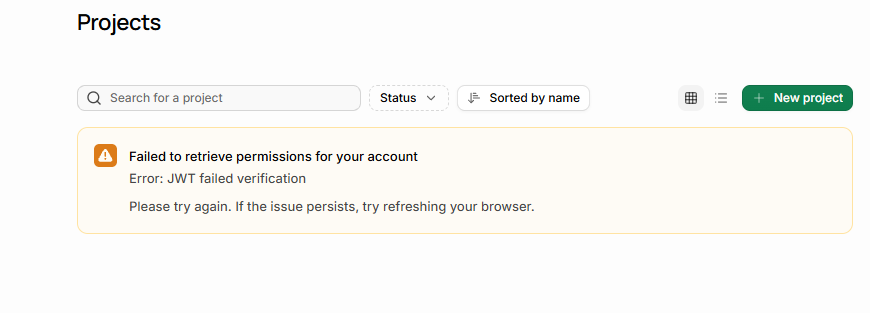 Projects
Search for a project
Status
Sorted by name
New project
Failed to retrieve permissions for your account
Error: JWT failed verification
Please try again. If the issue persists, try refreshing your browser.